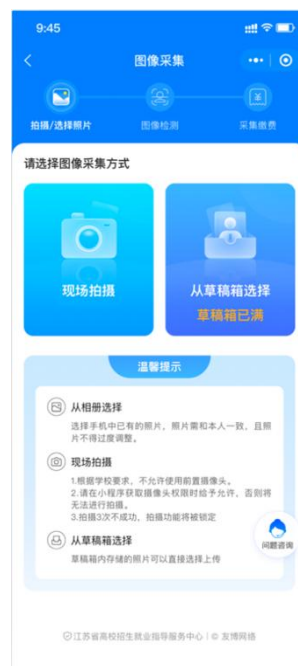 9:45
图像采集
拍摄/选择照片
图像检测
采集缴费
请选择图像采集方式
现场拍摄
从草稿箱选择
草稿箱已满
温馨提示
从相册选择
选择手机中已有的照片，照片需和本人一致，且照
片不得过度调整。
现场拍摄
1.根据学校要求，不允许使用前置摄像头。
2.请在小程序获取摄像头权限时给予允许，否则将
无法进行拍摄。
3.拍摄3次不成功，拍摄功能将被锁定
问题咨询
从草稿箱选择
草稿箱内存储的照片可以直接选择上传
江苏省高校招生就业指导服务中心 | © 友博网络